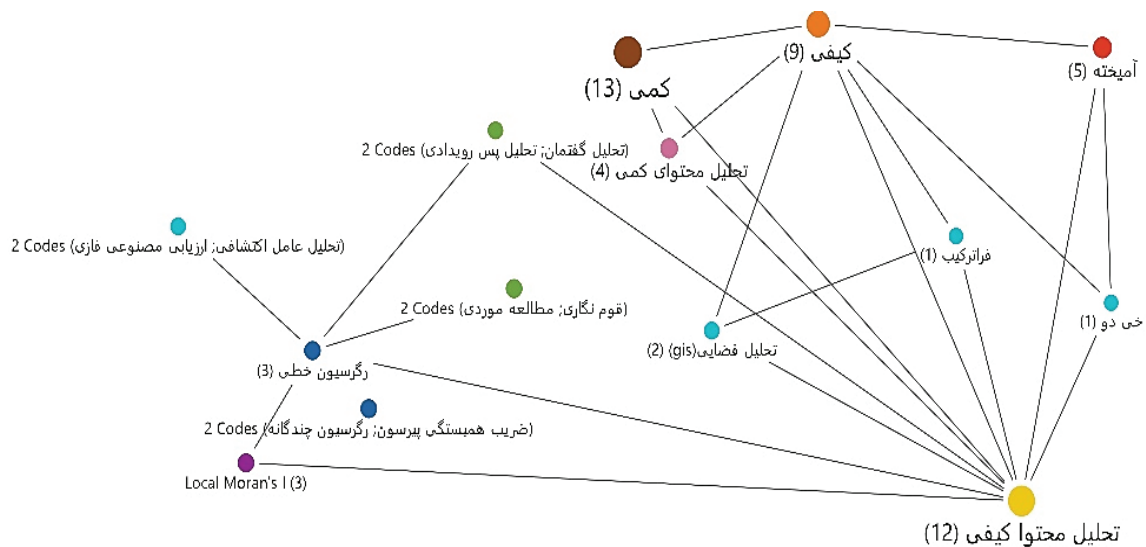 کیفی (9)
آمیخته (5)
کمی (13)
2 Codes (تحلیل گفتمان; تحلیل پس رویدادی)
تحلیل محتوای کمی (4)
2 Codes (تحلیل عامل اکتشافی; ارزیابی مصنوعی فازی)
فراترکیب (1)
2 Codes (قوم نگاری; مطالعه موردی)
خی دو (1)
تحلیل فضایی(gis) (2)
رگرسیون خطی (3)
2 Codes (ضریب همبستگی پیرسون; رگرسیون چندگانه)
Local Moran's I (3)
تحلیل محتوا کیفی (12)